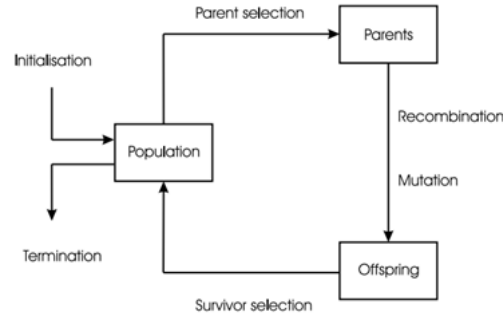 Parent selection
Parents
Initialisation
Recombination
Population
Mutation
Termination
Offspring
Survivor selection